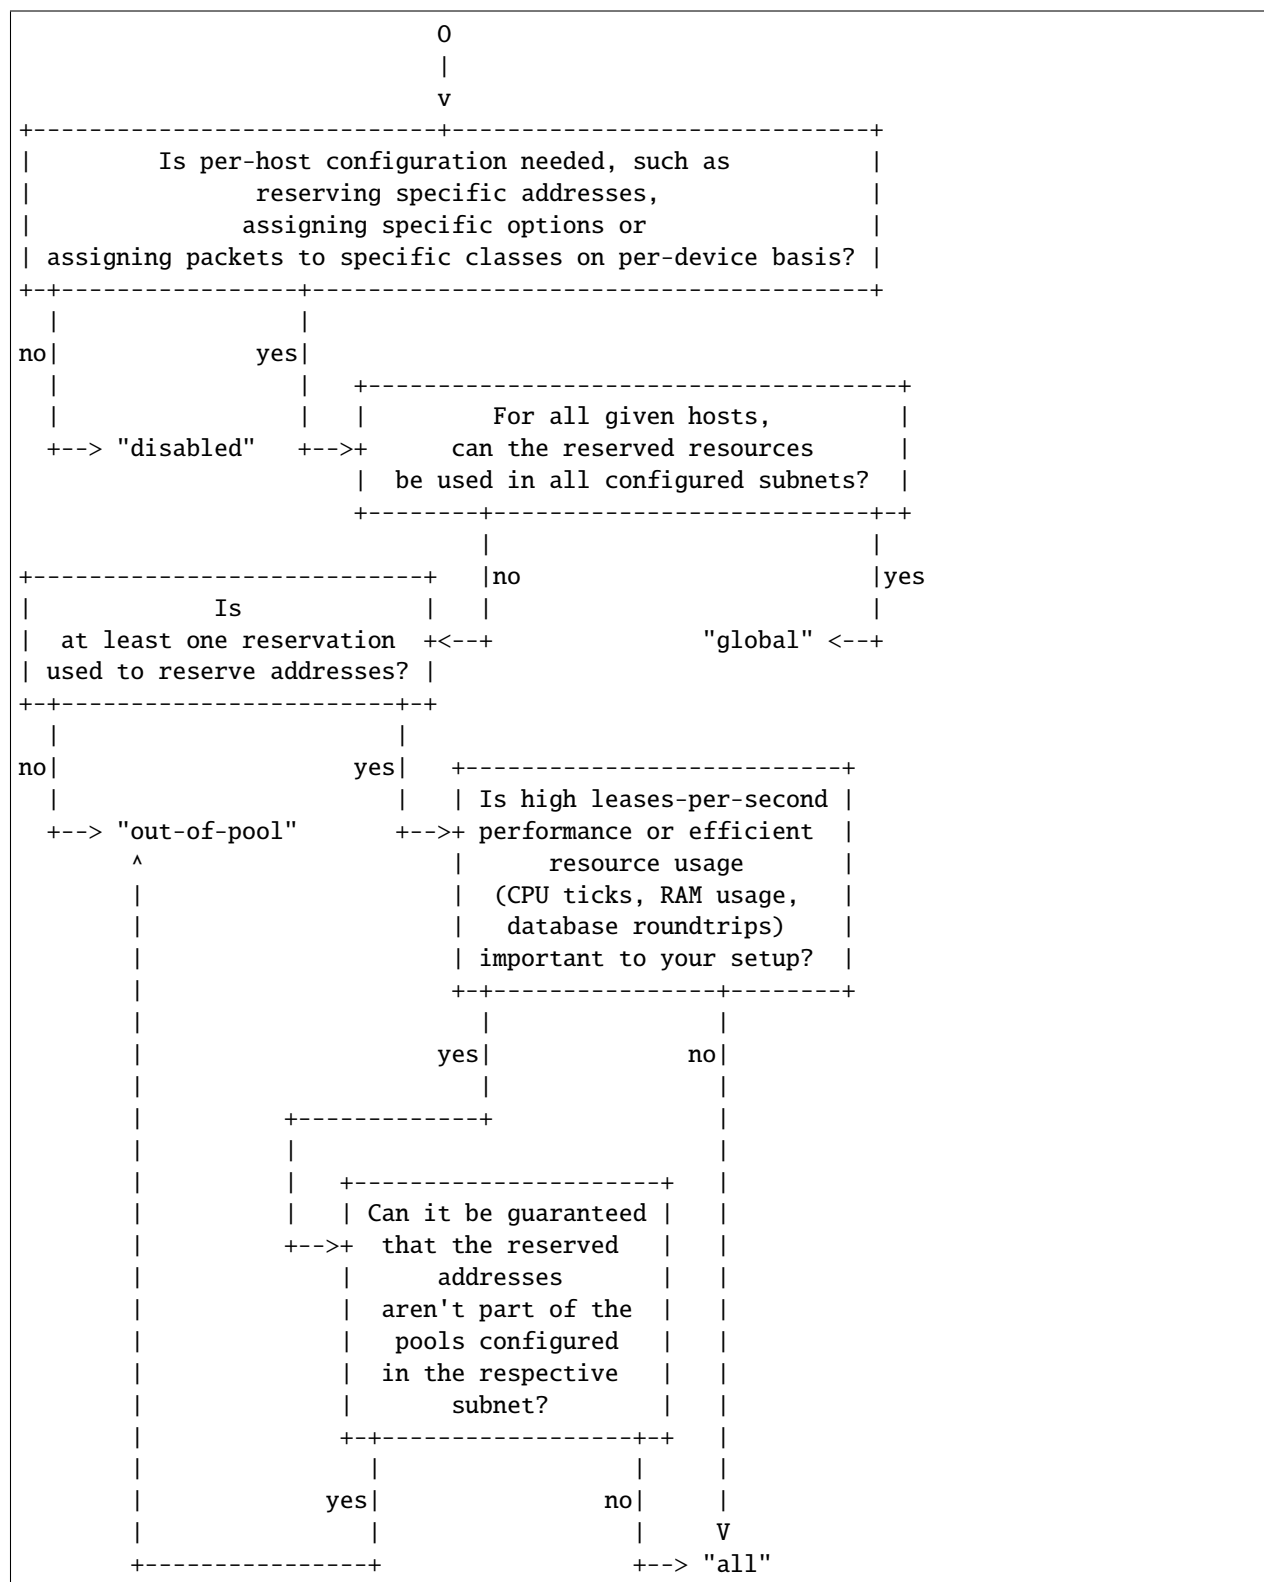 O
|
v
+-----------------------------+------------------------------+
|         Is per-host configuration needed, such as          |
|                reserving specific addresses,               |
|               assigning specific options or                |
| assigning packets to specific classes on per-device basis? |
+-+-----------------+----------------------------------------+
  |                 |
no|              yes|
  |                 |   +--------------------------------------+
  |                 |   |         For all given hosts,         |
  +--> "disabled"   +-->+      can the reserved resources      |
                        |  be used in all configured subnets?  |
                        +--------+---------------------------+-+
                                 |                           |
+----------------------------+   |no                         |yes
|             Is             |   |                           |
|  at least one reservation  +<--+               "global" <--+
| used to reserve addresses? |
+-+------------------------+-+
  |                        |
no|                     yes|   +---------------------------+
  |                        |   | Is high leases-per-second |
  +--> "out-of-pool"       +-->+ performance or efficient  |
        ^                      |      resource usage       |
        |                      |  (CPU ticks, RAM usage,   |
        |                      |   database roundtrips)    |
        |                      | important to your setup?  |
        |                      +-+----------------+--------+
        |                        |                |
        |                     yes|              no|
        |                        |                |
        |          +-------------+                |
        |          |                              |
        |          |   +----------------------+   |
        |          |   | Can it be guaranteed |   |
        |          +-->+  that the reserved   |   |
        |              |      addresses       |   |
        |              |  aren't part of the  |   |
        |              |   pools configured   |   |
        |              |  in the respective   |   |
        |              |       subnet?        |   |
        |              +-+------------------+-+   |
        |                |                  |     |
        |             yes|                no|     |
        |                |                  |     V
        +----------------+                  +--> "all"